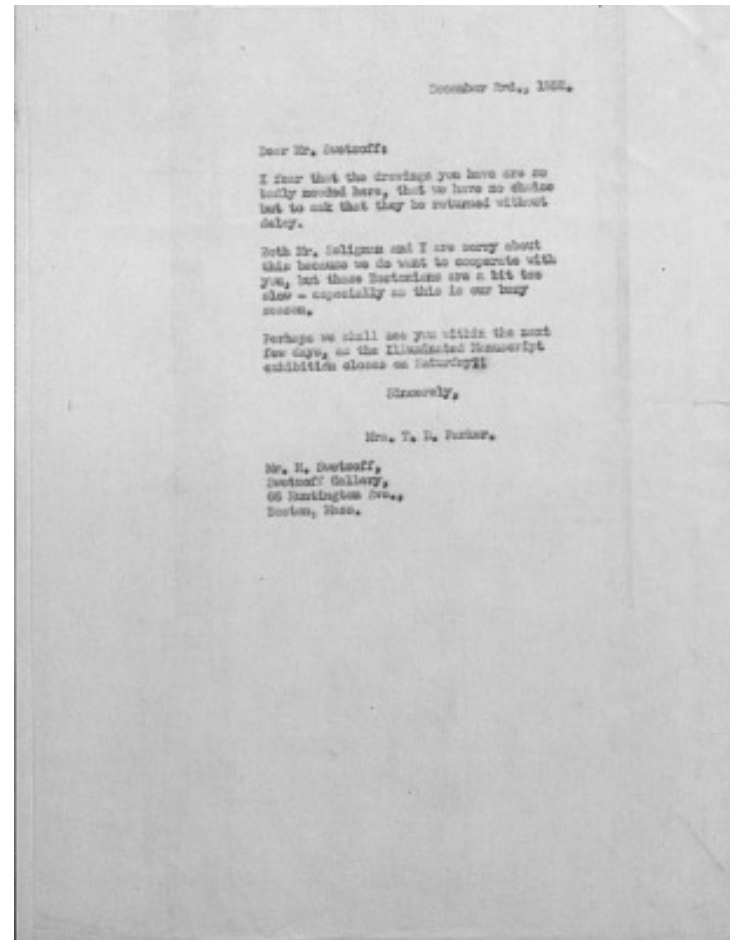 December 3rd., 1952.
Dear Mr. Swetzoff:
I fear that the drawings you have are so
badly needed here, that we have no choice
but to ask that they be returned without
delay.
Both Mr. Seligman and I are sorry about
this because we do want to cooperate with
you, but those Bostonians are a bit too
slow - especially as this is our busy
season.
Perhaps we shall see you within the next
few days, as the Illuminated Manuscript
exhibition closes on Saturday
Sincerely,
Mrs. T. D. Parker.
Mr. H. Swetzoff,
Swetzoff Gallery,
66 Huntington Ave.,
Boston, Mass.